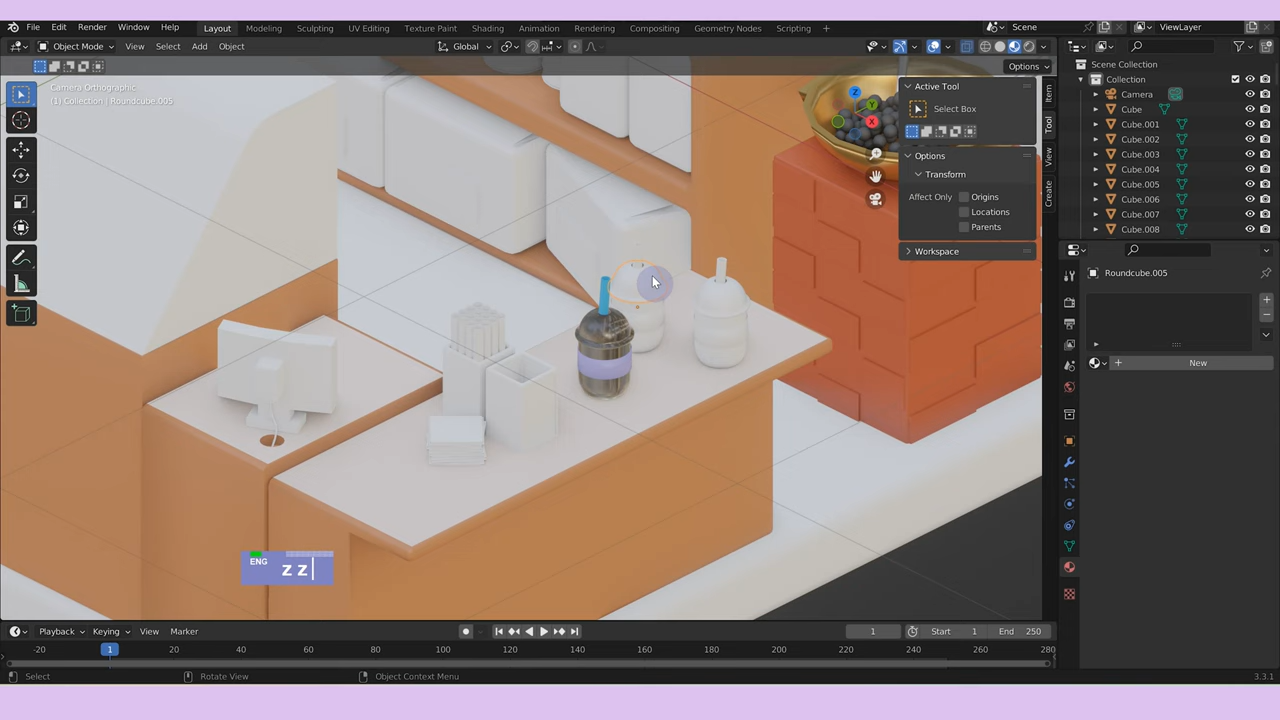 File Edit Render Window Help Layout Modeling Sculpting UV Editing Texture Paint Shading Animation Rendering Compositing Geometry Nodes Scripting + Scene ViewLayer
Object Mode View Select Add Object Global
Options
Camera Orthographic
(1) Collection | Roundcube.005
Z
Y
X
Active Tool
Select Box
Options
Transform
Affect Only Origins
Locations
Parents
Workspace
Item
Tool
View
Create
Scene Collection
Collection
Camera
Cube
Cube.001
Cube.002
Cube.003
Cube.004
Cube.005
Cube.006
Cube.007
Cube.008
Roundcube.005
+ New
ENG
z z
Playback Keying View Marker 1 Start 1 End 250
-20 1 20 40 60 80 100 120 140 160 180 200 220 240 260 280
Select Rotate View Object Context Menu 3.3.1